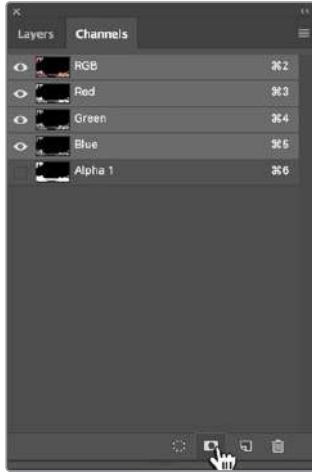 Layers Channels
RGB ⌘2
Red ⌘3
Green ⌘4
Blue ⌘5
Alpha 1 ⌘6